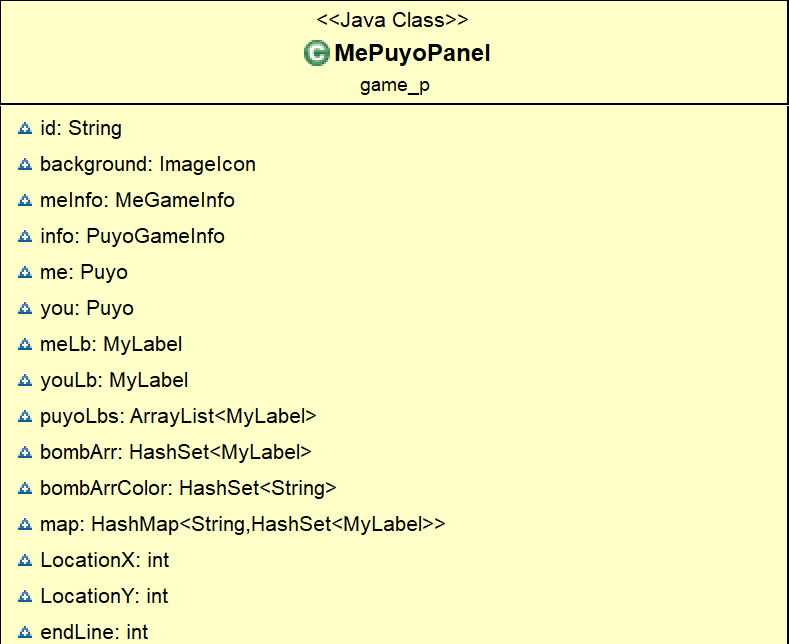 <<Java Class>>
MePuyoPanel
game_p
id: String
background: ImageIcon
meInfo: MeGameInfo
info: PuyoGameInfo
me: Puyo
you: Puyo
meLb: MyLabel
youLb: MyLabel
puyoLbs: ArrayList<MyLabel>
bombArr: HashSet<MyLabel>
bombArrColor: HashSet<String>
map: HashMap<String,HashSet<MyLabel>>
LocationX: int
LocationY: int
endLine: int